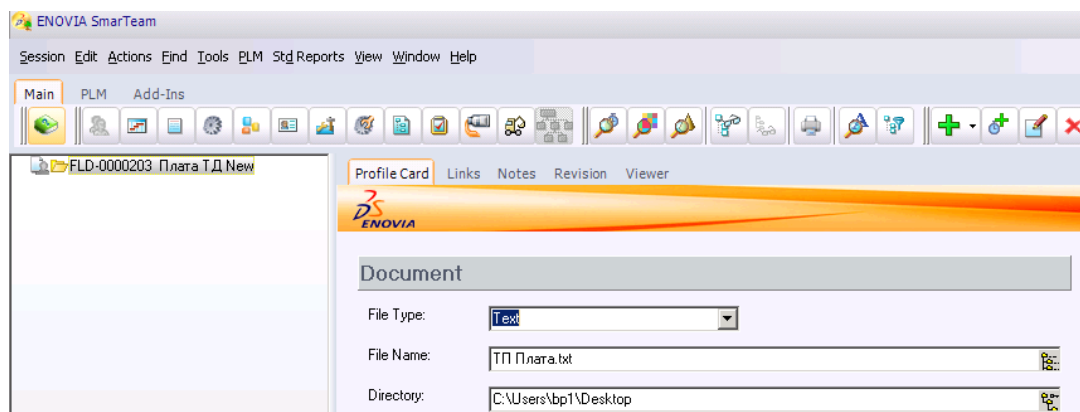 ENOVIA SmarTeam
Session Edit Actions Find Tools PLM Std Reports View Window Help
Main PLM Add-Ins
FLD-0000203 Плата ТД New
Profile Card Links Notes Revision Viewer
ENOVIA
Document
File Type: Text
File Name: ТП Плата.txt
Directory: C:\Users\bp1\Desktop